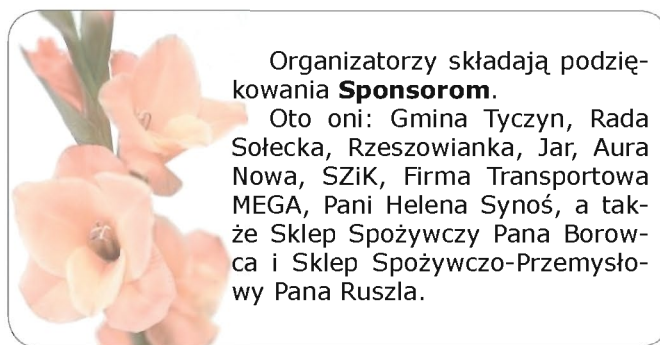 Organizatorzy składają podzię-
kowania Sponsorom.
Oto oni: Gmina Tyczyn, Rada
Sołecka, Rzeszowianka, Jar, Aura
Nowa, SZiK, Firma Transportowa
MEGA, Pani Helena Synoś, a tak-
że Sklep Spożywczy Pana Borow-
ca i Sklep Spożywczo-Przemysło-
wy Pana Ruszla.